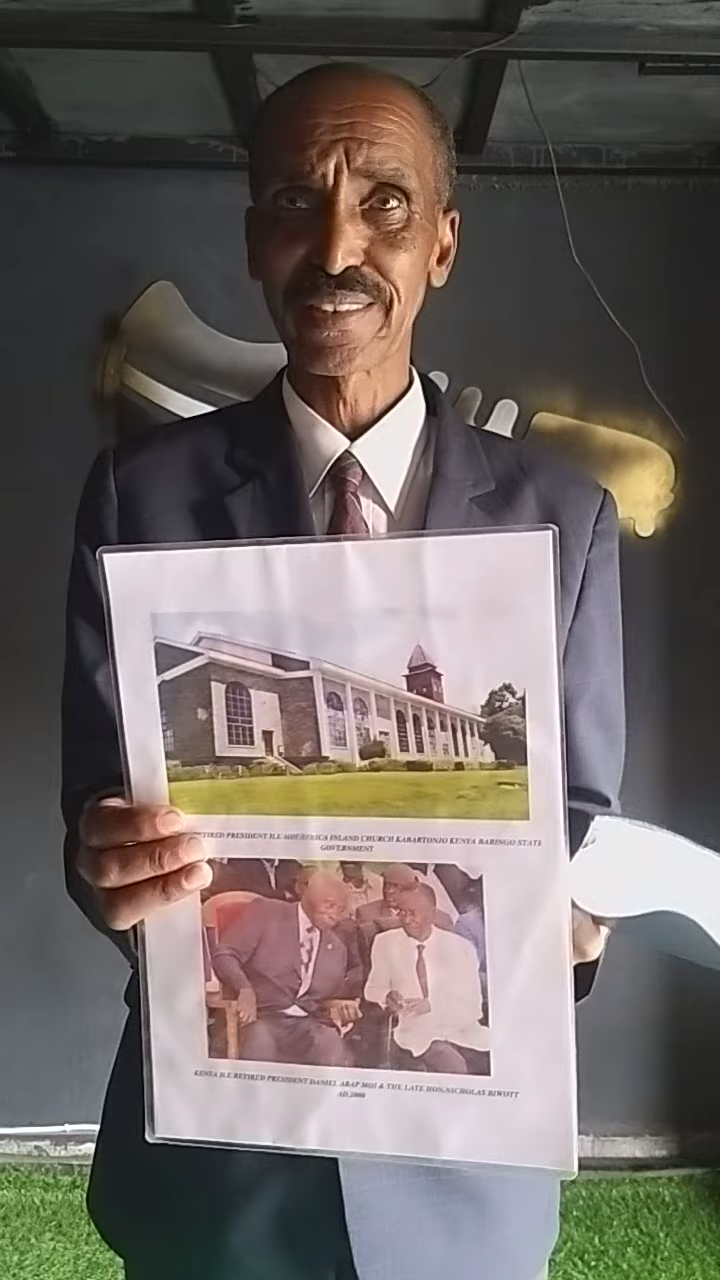 RETIRED PRESIDENT H.E MOI AFRICA INLAND CHURCH KABARTONJO KENYA BARINGO STATE
GOVERNMENT
KENYA H.E RETIRED PRESIDENT DANIEL ARAP MOI & THE LATE HON.NICHOLAS BIWOTT
AD.2000